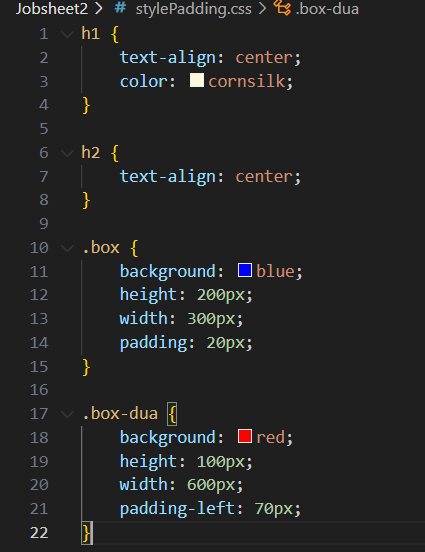 Jobsheet2 > # stylePadding.css > .box-dua
1 h1 {
2 text-align: center;
3 color: cornsilk;
4 }
5
6 h2 {
7 text-align: center;
8 }
9
10 .box {
11 background: blue;
12 height: 200px;
13 width: 300px;
14 padding: 20px;
15 }
16
17 .box-dua {
18 background: red;
19 height: 100px;
20 width: 600px;
21 padding-left: 70px;
22 }